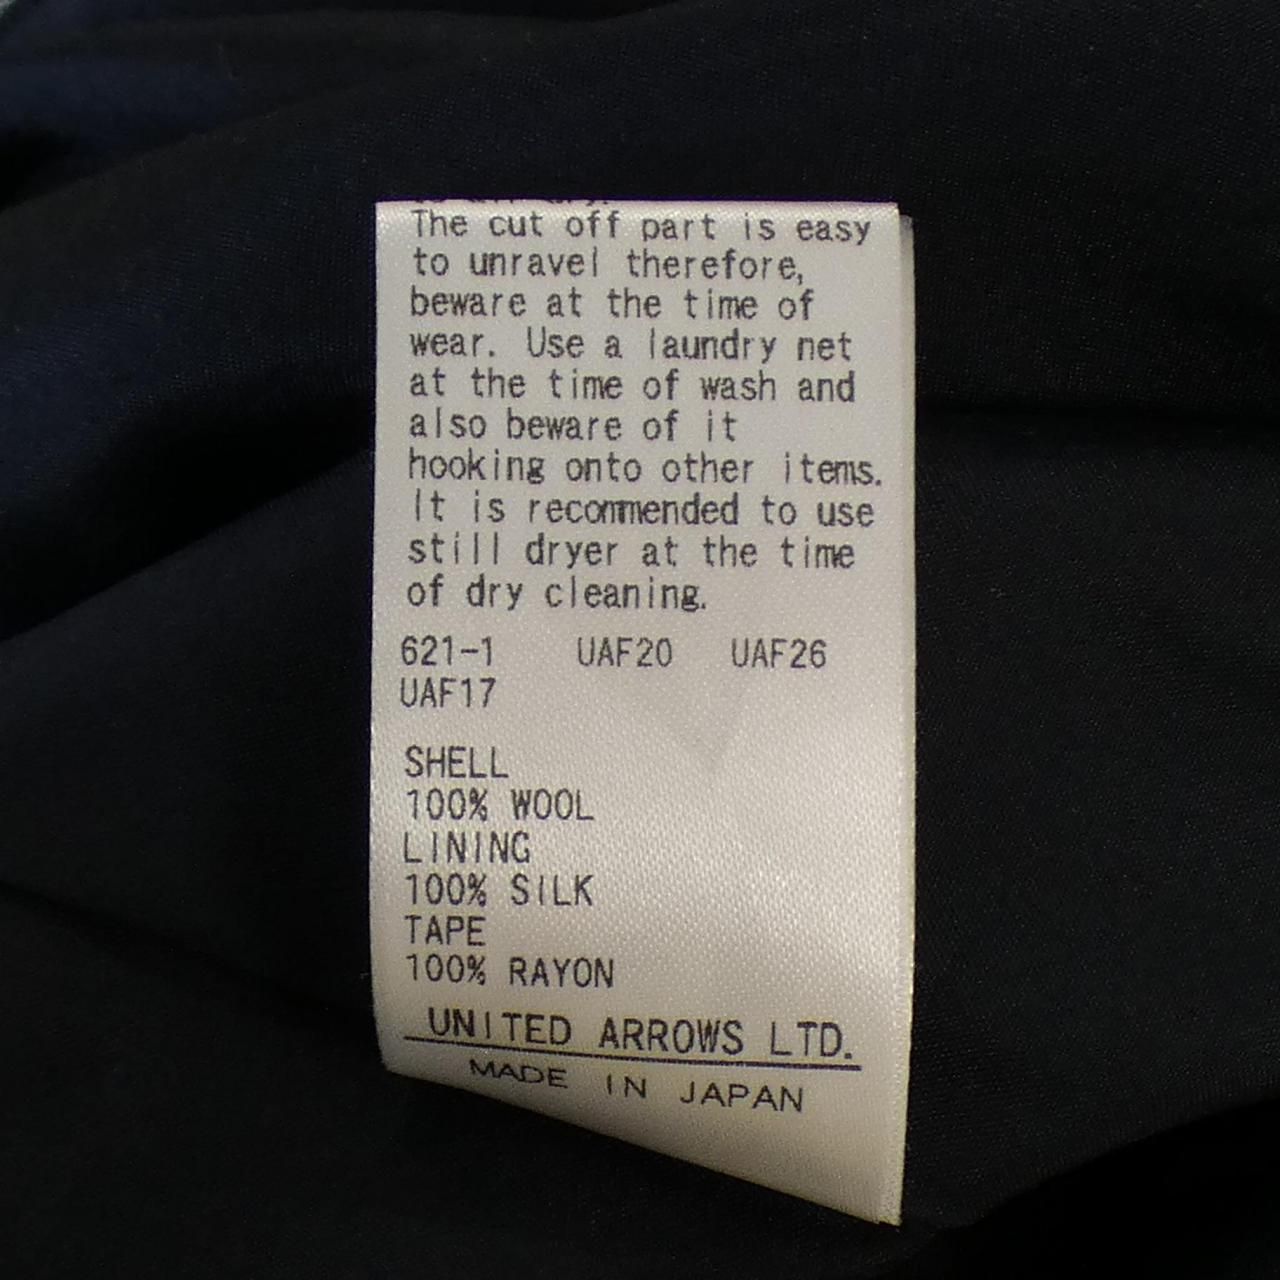 The cut off part is easy
to unravel therefore,
beware at the time of
wear. Use a laundry net
at the time of wash and
also beware of it
hooking onto other items.
It is recommended to use
still dryer at the time
of dry cleaning.
621-1 UAF20 UAF26
UAF17
SHELL
100% WOOL
LINING
100% SILK
TAPE
100% RAYON
UNITED ARROWS LTD.
MADE IN JAPAN